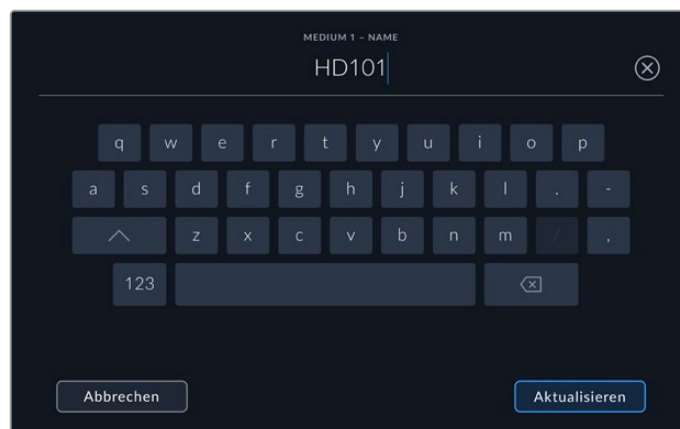 MEDIUM 1 – NAME
HD101
q w e r t y u i o p
a s d f g h j k l . -
z x c v b n m / ,
123
Abbrechen Aktualisieren